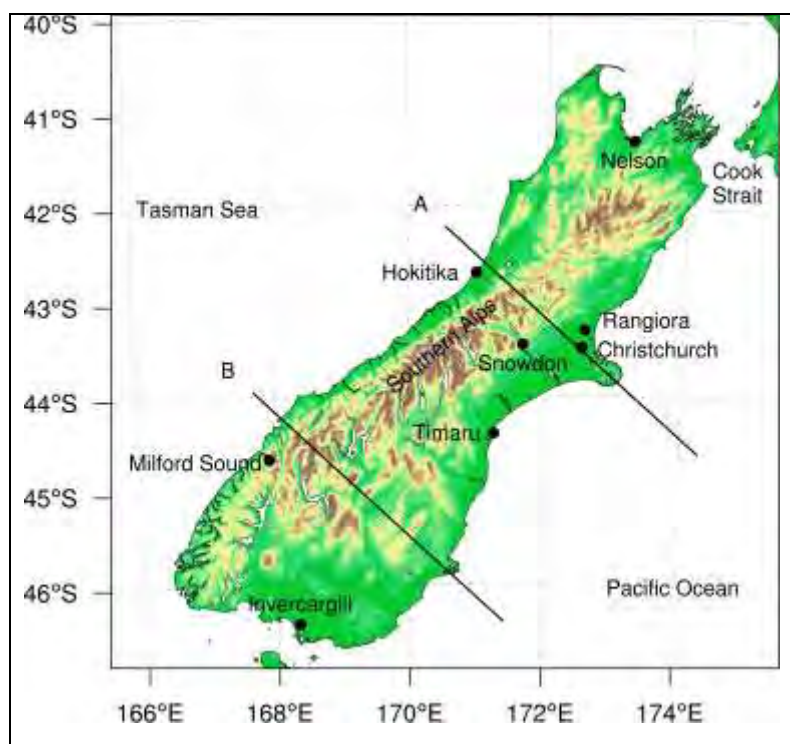 40°S
41°S
Nelson
Cook
Strait
A
Tasman Sea
42°S
Hokitika
43°S
Southern Alps
Rangiora
Christchurch
Snowdon
B
44°S
Timaru
Milford Sound
45°S
Pacific Ocean
46°S
Invercargill
166°E 168°E 170°E 172°E 174°E